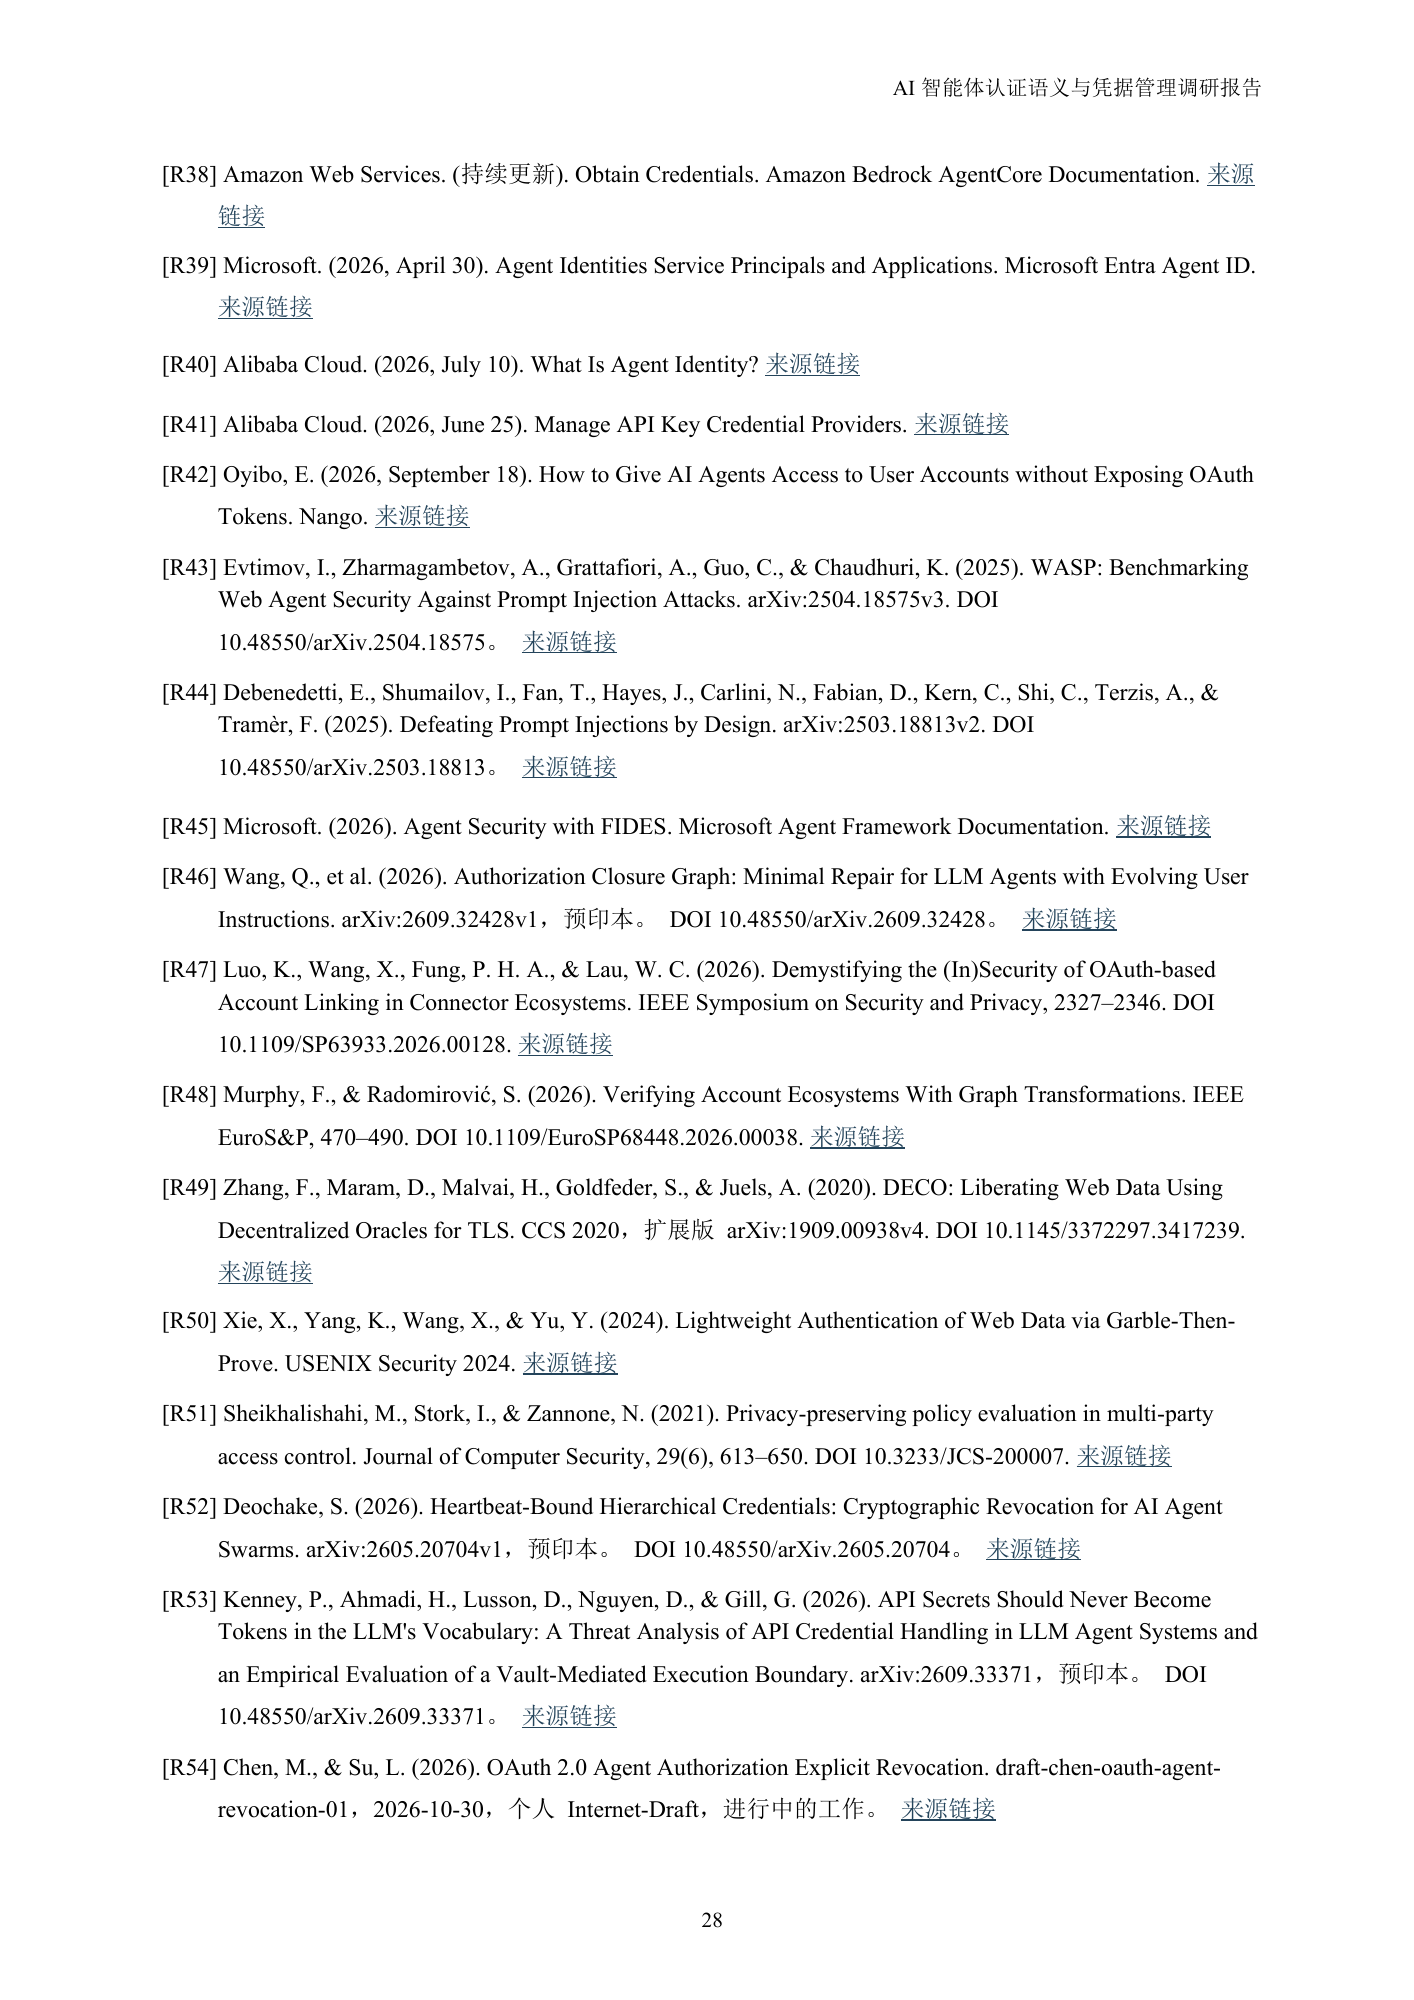 AI 智能体认证语义与凭据管理调研报告
[R38] Amazon Web Services. (持续更新). Obtain Credentials. Amazon Bedrock AgentCore Documentation. 来源
链接
[R39] Microsoft. (2026, April 30). Agent Identities Service Principals and Applications. Microsoft Entra Agent ID.
来源链接
[R40] Alibaba Cloud. (2026, July 10). What Is Agent Identity? 来源链接
[R41] Alibaba Cloud. (2026, June 25). Manage API Key Credential Providers. 来源链接
[R42] Oyibo, E. (2026, September 18). How to Give AI Agents Access to User Accounts without Exposing OAuth
Tokens. Nango. 来源链接
[R43] Evtimov, I., Zharmagambetov, A., Grattafiori, A., Guo, C., & Chaudhuri, K. (2025). WASP: Benchmarking
Web Agent Security Against Prompt Injection Attacks. arXiv:2504.18575v3. DOI
10.48550/arXiv.2504.18575。 来源链接
[R44] Debenedetti, E., Shumailov, I., Fan, T., Hayes, J., Carlini, N., Fabian, D., Kern, C., Shi, C., Terzis, A., &
Tramèr, F. (2025). Defeating Prompt Injections by Design. arXiv:2503.18813v2. DOI
10.48550/arXiv.2503.18813。 来源链接
[R45] Microsoft. (2026). Agent Security with FIDES. Microsoft Agent Framework Documentation. 来源链接
[R46] Wang, Q., et al. (2026). Authorization Closure Graph: Minimal Repair for LLM Agents with Evolving User
Instructions. arXiv:2609.32428v1，预印本。 DOI 10.48550/arXiv.2609.32428。 来源链接
[R47] Luo, K., Wang, X., Fung, P. H. A., & Lau, W. C. (2026). Demystifying the (In)Security of OAuth-based
Account Linking in Connector Ecosystems. IEEE Symposium on Security and Privacy, 2327–2346. DOI
10.1109/SP63933.2026.00128. 来源链接
[R48] Murphy, F., & Radomirović, S. (2026). Verifying Account Ecosystems With Graph Transformations. IEEE
EuroS&P, 470–490. DOI 10.1109/EuroSP68448.2026.00038. 来源链接
[R49] Zhang, F., Maram, D., Malvai, H., Goldfeder, S., & Juels, A. (2020). DECO: Liberating Web Data Using
Decentralized Oracles for TLS. CCS 2020，扩展版 arXiv:1909.00938v4. DOI 10.1145/3372297.3417239.
来源链接
[R50] Xie, X., Yang, K., Wang, X., & Yu, Y. (2024). Lightweight Authentication of Web Data via Garble-Then-
Prove. USENIX Security 2024. 来源链接
[R51] Sheikhalishahi, M., Stork, I., & Zannone, N. (2021). Privacy-preserving policy evaluation in multi-party
access control. Journal of Computer Security, 29(6), 613–650. DOI 10.3233/JCS-200007. 来源链接
[R52] Deochake, S. (2026). Heartbeat-Bound Hierarchical Credentials: Cryptographic Revocation for AI Agent
Swarms. arXiv:2605.20704v1，预印本。 DOI 10.48550/arXiv.2605.20704。 来源链接
[R53] Kenney, P., Ahmadi, H., Lusson, D., Nguyen, D., & Gill, G. (2026). API Secrets Should Never Become
Tokens in the LLM's Vocabulary: A Threat Analysis of API Credential Handling in LLM Agent Systems and
an Empirical Evaluation of a Vault-Mediated Execution Boundary. arXiv:2609.33371，预印本。 DOI
10.48550/arXiv.2609.33371。 来源链接
[R54] Chen, M., & Su, L. (2026). OAuth 2.0 Agent Authorization Explicit Revocation. draft-chen-oauth-agent-
revocation-01，2026-10-30，个人 Internet-Draft，进行中的工作。 来源链接
28